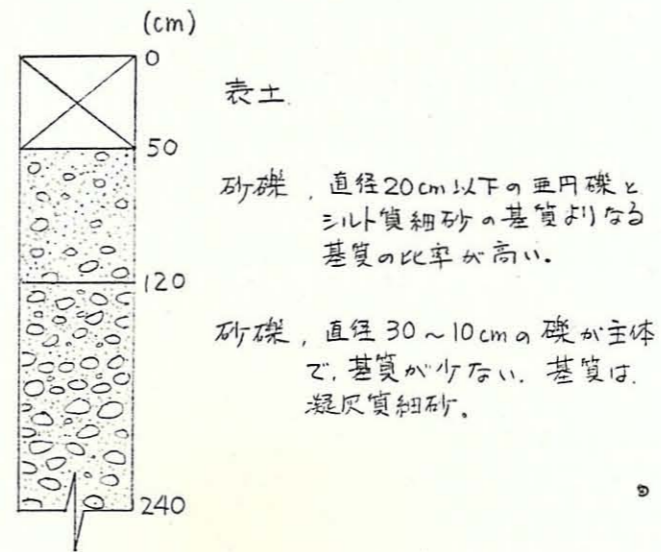 (cm)
0
表土.
50
砂礫, 直径20cm以下の亜円礫と
シルト質細砂の基質よりなる
基質の比率が高い。
120
砂礫, 直径30~10cmの礫が主体
で, 基質が少ない. 基質は,
凝灰質細砂。
240